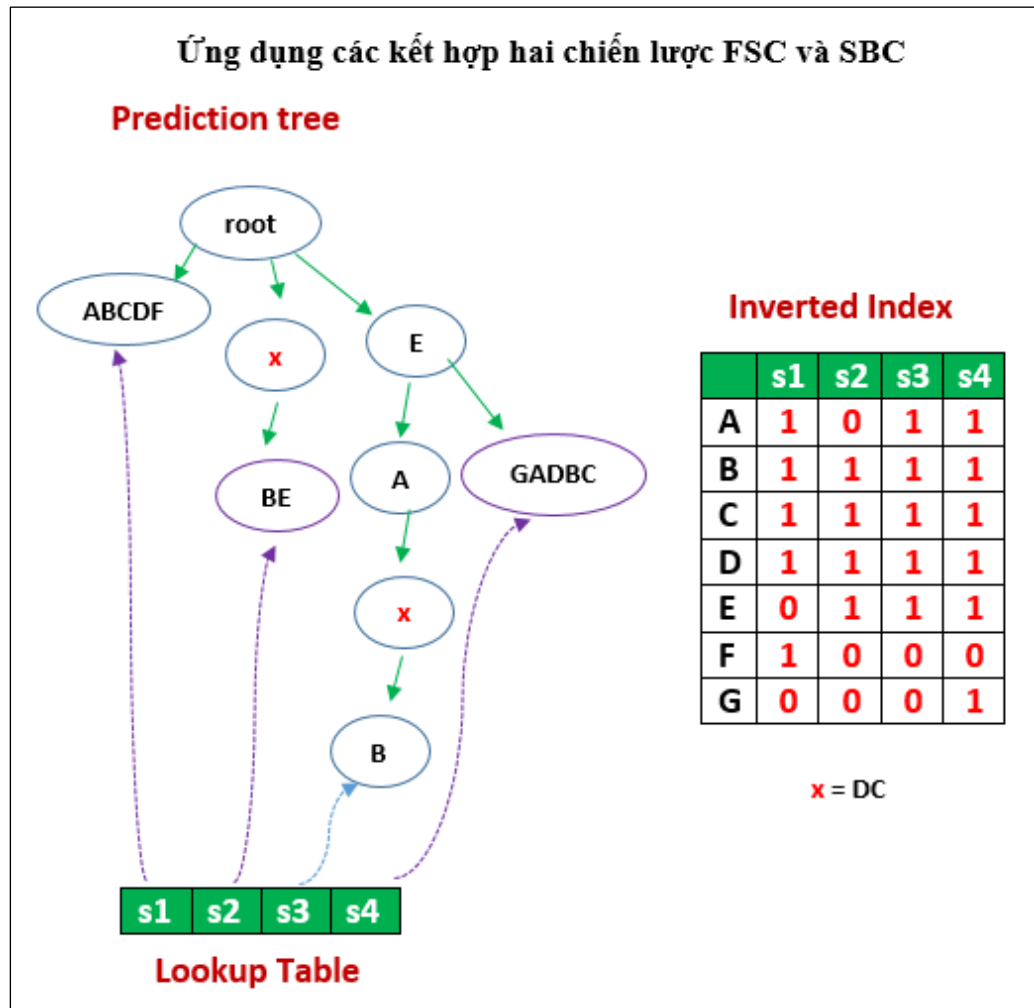 Ứng dụng các kết hợp hai chiến lược FSC và SBC
Prediction tree
root
ABCDF
x
E
BE
A
GADBC
x
B
s1 s2 s3 s4
Lookup Table
Inverted Index
s1 s2 s3 s4
A 1 0 1 1
B 1 1 1 1
C 1 1 1 1
D 1 1 1 1
E 0 1 1 1
F 1 0 0 0
G 0 0 0 1
x = DC